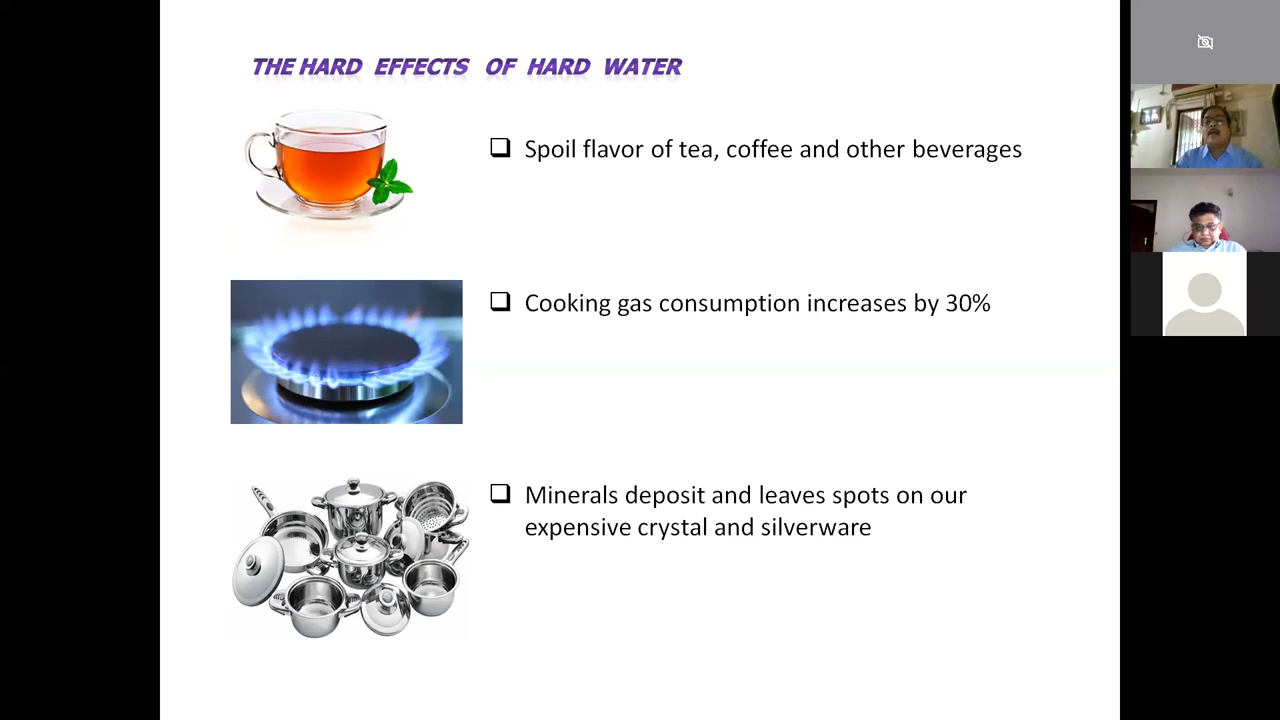 THE HARD EFFECTS OF HARD WATER
Spoil flavor of tea, coffee and other beverages
Cooking gas consumption increases by 30%
Minerals deposit and leaves spots on our
expensive crystal and silverware